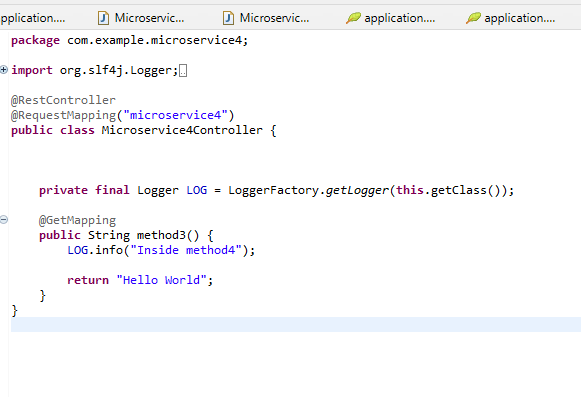 pplication.... Microservic... Microservic... application.... application....
package com.example.microservice4;
import org.slf4j.Logger;
@RestController
@RequestMapping("microservice4")
public class Microservice4Controller {
private final Logger LOG = LoggerFactory.getLogger(this.getClass());
@GetMapping
public String method3() {
LOG.info("Inside method4");
return "Hello World";
}
}